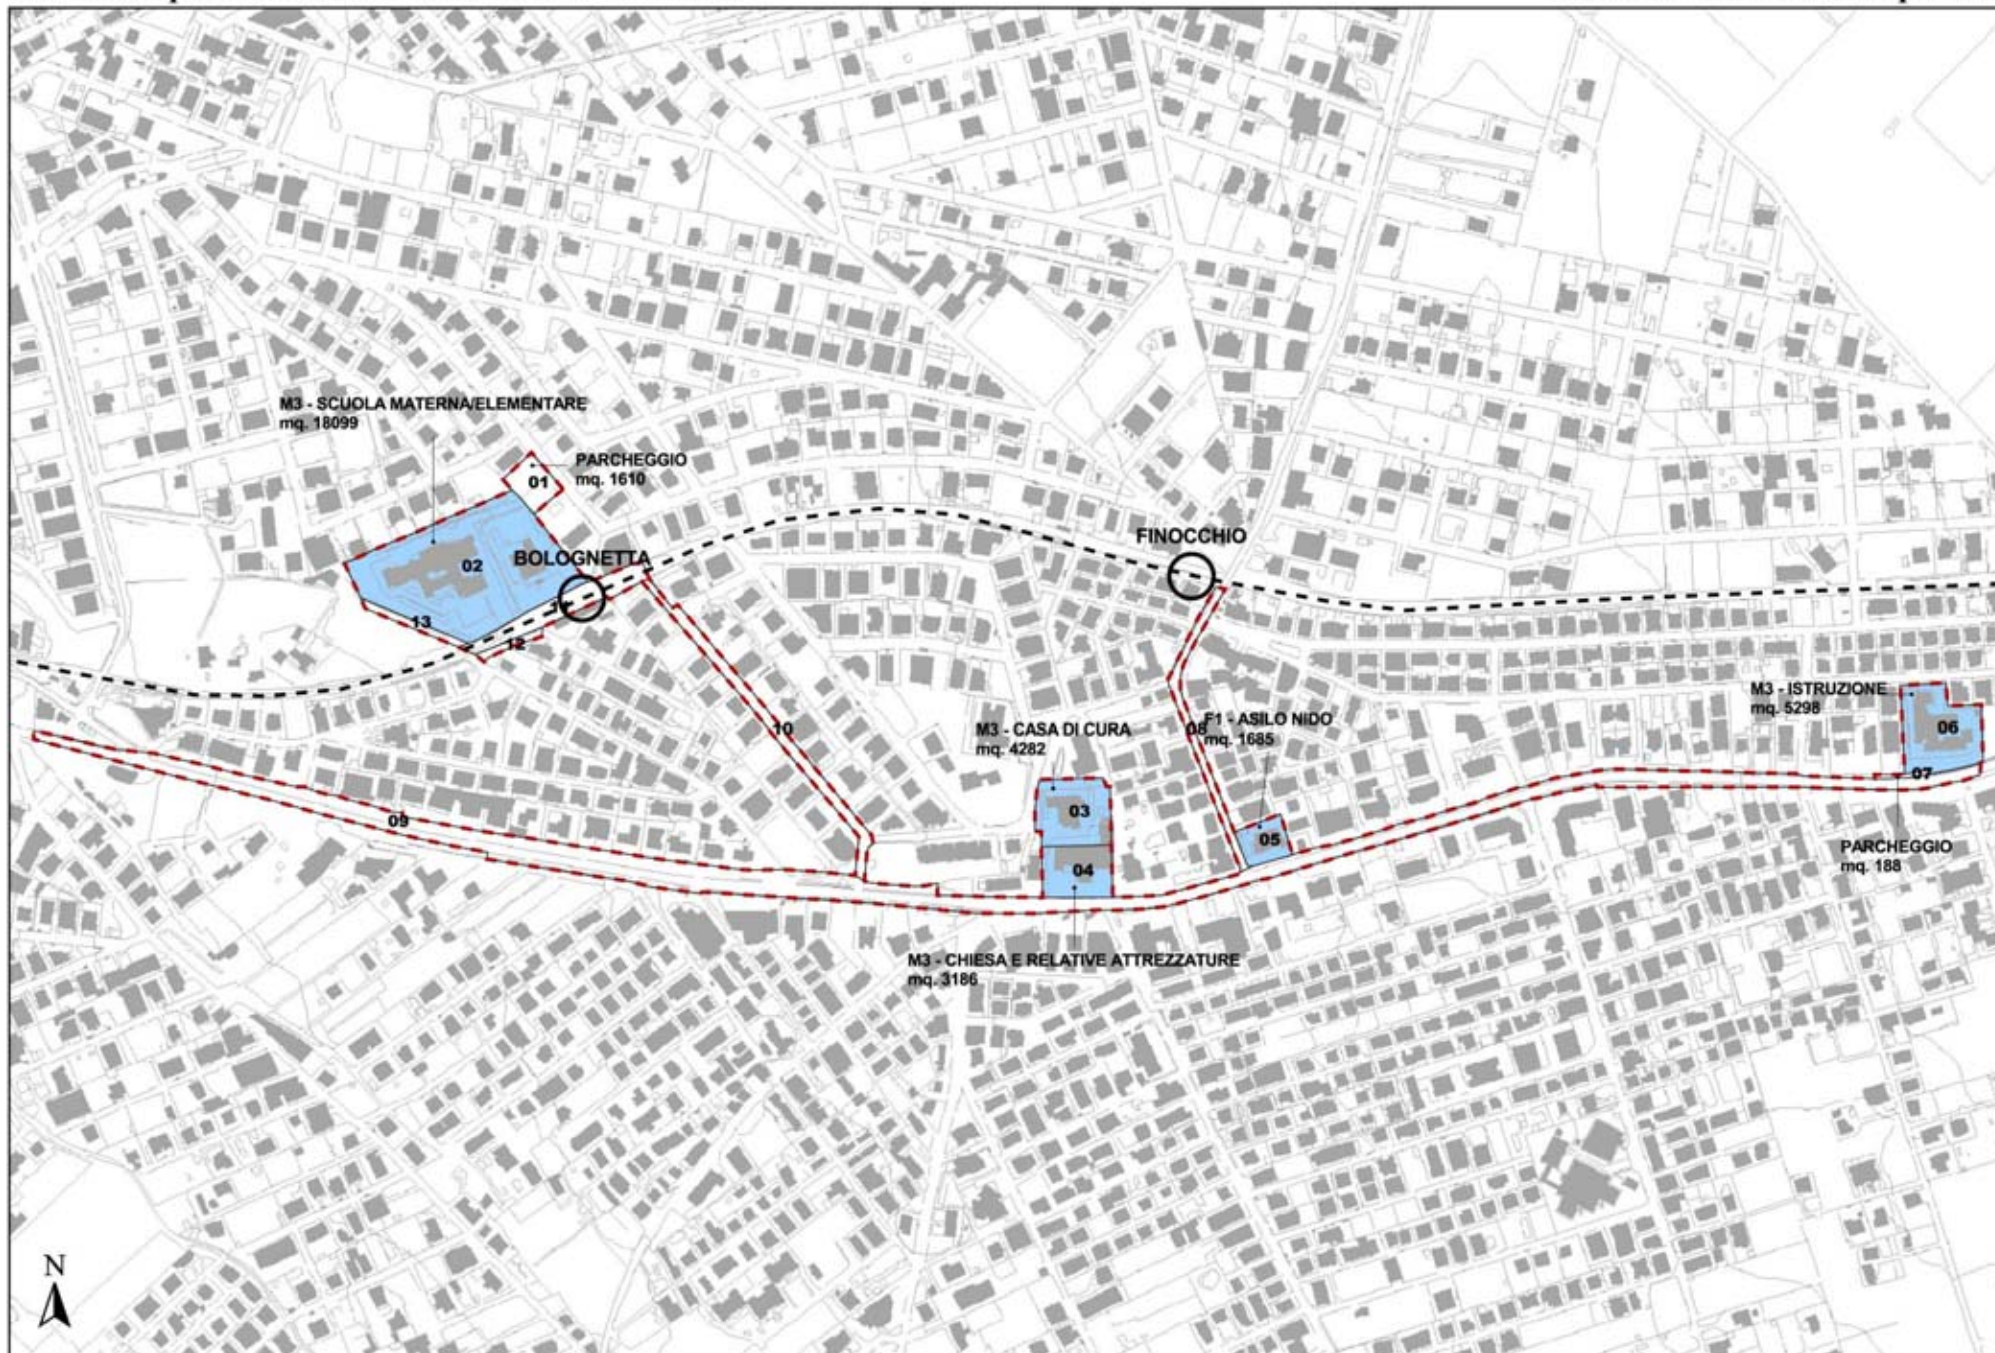 M3 - SCUOLA MATERNA/ELEMENTARE
mq. 18099
PARCHEGGIO
mq. 1610
01
02
BOLOGNETTA
FINOCCHIO
13
12
10
09
M3 - CASA DI CURA
mq. 4282
03
04
08
F1 - ASILO NIDO
mq. 1685
05
M3 - ISTRUZIONE
mq. 5298
06
07
PARCHEGGIO
mq. 188
M3 - CHIESA E RELATIVE ATTREZZATURE
mq. 3186
N